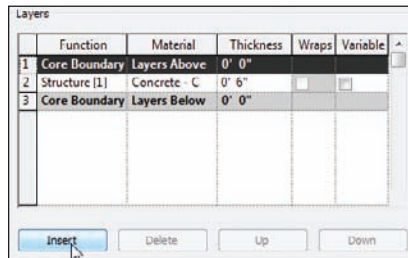 Layers
Function Material Thickness Wraps Variable
1 Core Boundary Layers Above 0' 0"
2 Structure [1] Concrete - C 0' 6"
3 Core Boundary Layers Below 0' 0"
Insert Delete Up Down